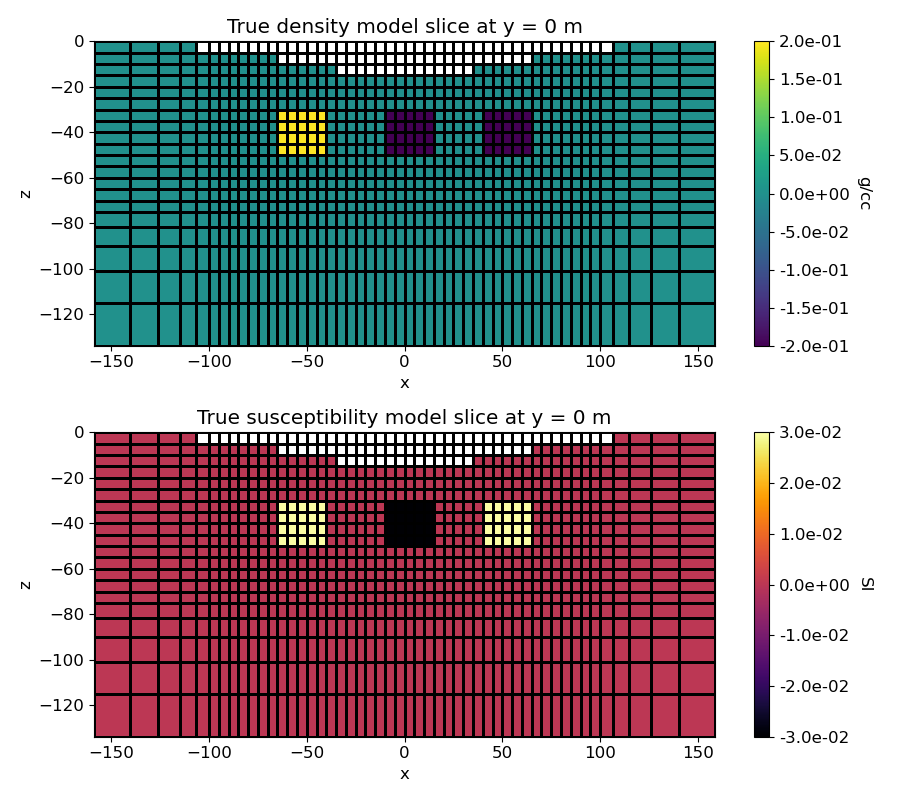 True density model slice at y = 0 m
0
−20
−40
−60
−80
−100
−120
z
−150
−100
−50
0
50
100
150
x
2.0e-01
1.5e-01
1.0e-01
5.0e-02
0.0e+00
-5.0e-02
-1.0e-01
-1.5e-01
-2.0e-01
g/cc
True susceptibility model slice at y = 0 m
0
−20
−40
−60
−80
−100
−120
z
−150
−100
−50
0
50
100
150
x
3.0e-02
2.0e-02
1.0e-02
0.0e+00
-1.0e-02
-2.0e-02
-3.0e-02
SI